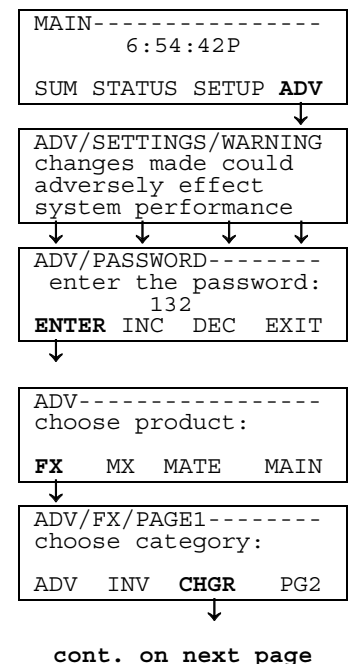 MAIN----------------
6:54:42P
SUM STATUS SETUP ADV
ADV/SETTINGS/WARNING
changes made could
adversely effect
system performance
ADV/PASSWORD--------
enter the password:
132
ENTER INC DEC EXIT
ADV-----------------
choose product:
FX MX MATE MAIN
ADV/FX/PAGE1--------
choose category:
ADV INV CHGR PG2
cont. on next page